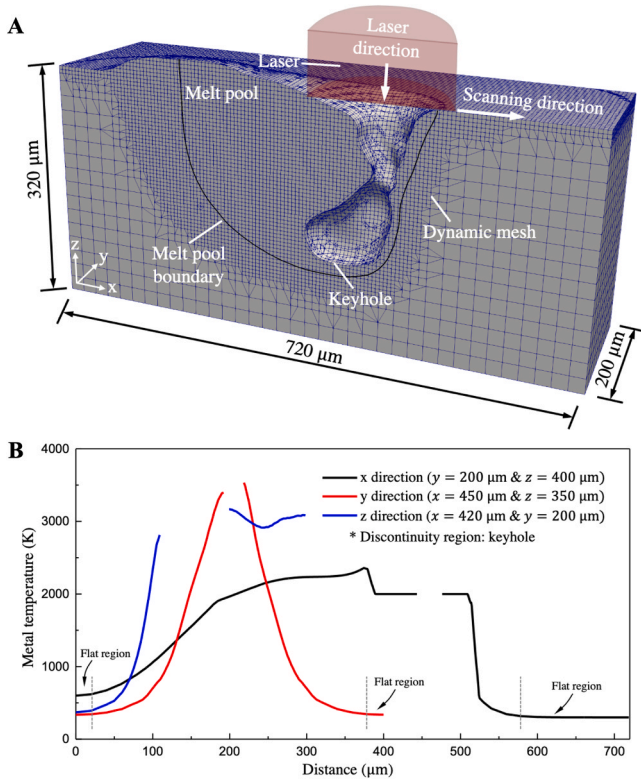 A
Laser
direction
Laser
Melt pool
Scanning direction
320 μm
Dynamic mesh
Melt pool
boundary
Keyhole
z
y
x
720 μm
200 μm
B
4000
3000
2000
1000
0
Metal temperature (K)
x direction (y = 200 μm & z = 400 μm)
y direction (x = 450 μm & z = 350 μm)
z direction (x = 420 μm & y = 200 μm)
* Discontinuity region: keyhole
Flat region
Flat region
Flat region
0 100 200 300 400 500 600 700
Distance (μm)